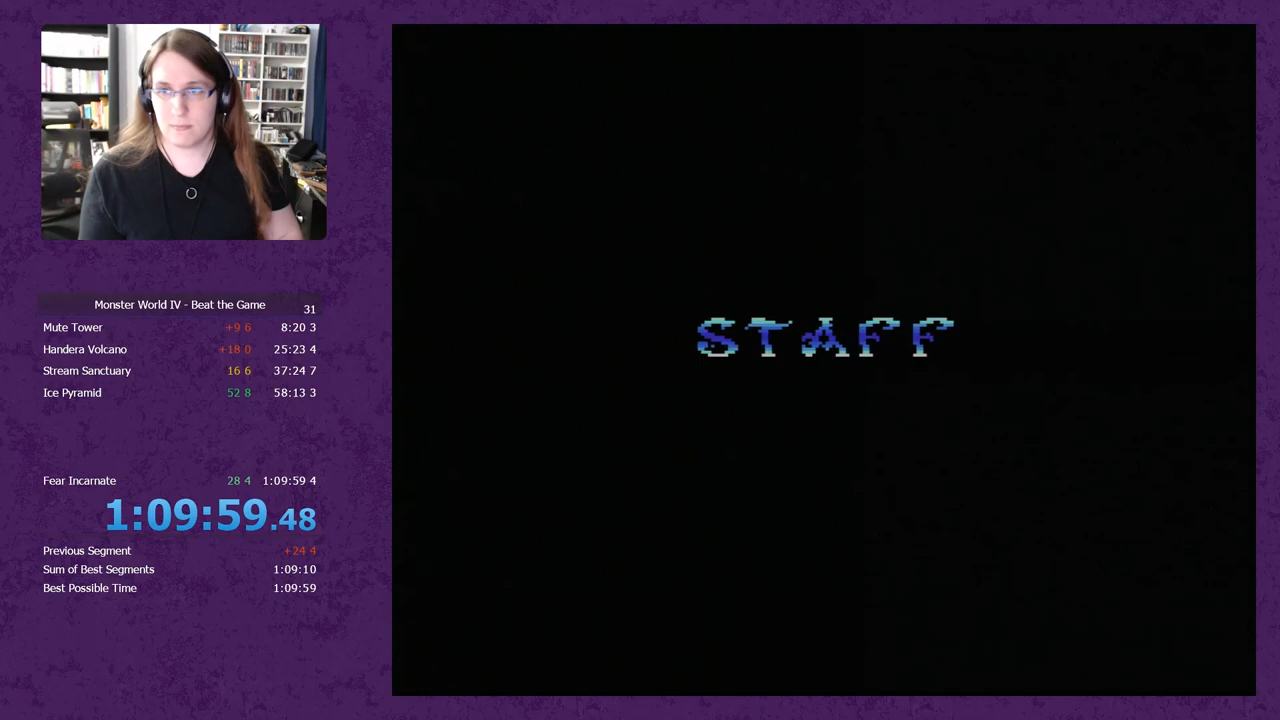 Monster World IV - Beat the Game
31
Mute Tower +9 6 8:20 3
Handera Volcano +18 0 25:23 4
Stream Sanctuary 16 6 37:24 7
Ice Pyramid 52 8 58:13 3
Fear Incarnate 28 4 1:09:59 4
1:09:59.48
Previous Segment +24 4
Sum of Best Segments 1:09:10
Best Possible Time 1:09:59
STAFF